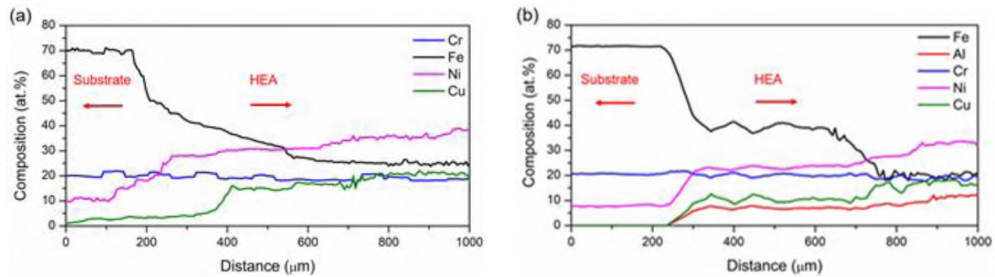 (a)
80
70
60
50
40
30
20
10
0
Composition (at.%)
Cr
Fe
Ni
Cu
Substrate
HEA
0 200 400 600 800 1000
Distance (μm)
(b)
80
70
60
50
40
30
20
10
0
Composition (at.%)
Fe
Al
Cr
Ni
Cu
Substrate
HEA
0 200 400 600 800 1000
Distance (μm)